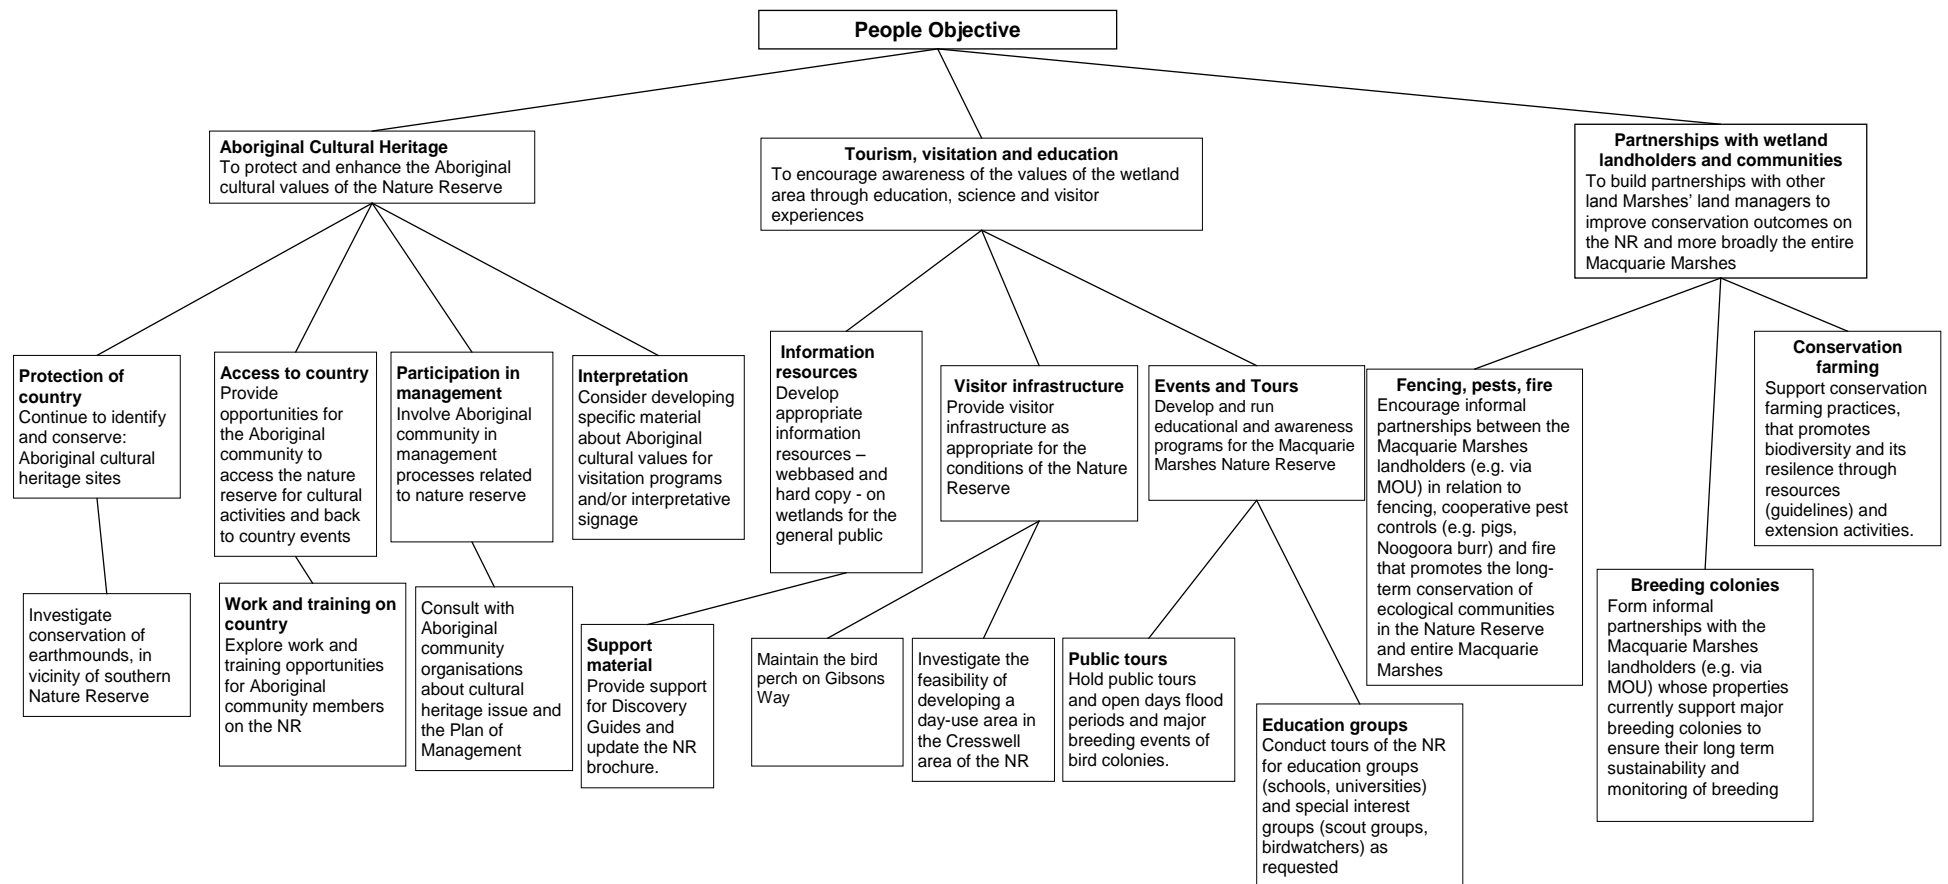 People Objective
Aboriginal Cultural Heritage
To protect and enhance the Aboriginal
cultural values of the Nature Reserve
Tourism, visitation and education
To encourage awareness of the values of the wetland
area through education, science and visitor
experiences
Partnerships with wetland
landholders and communities
To build partnerships with other
land Marshes’ land managers to
improve conservation outcomes on
the NR and more broadly the entire
Macquarie Marshes
Protection of
country
Continue to identify
and conserve:
Aboriginal cultural
heritage sites
Access to country
Provide
opportunities for
the Aboriginal
community to
access the nature
reserve for cultural
activities and back
to country events
Participation in
management
Involve Aboriginal
community in
management
processes related
to nature reserve
Interpretation
Consider developing
specific material
about Aboriginal
cultural values for
visitation programs
and/or interpretative
signage
Information
resources
Develop
appropriate
information
resources –
webbased and
hard copy - on
wetlands for the
general public
Visitor infrastructure
Provide visitor
infrastructure as
appropriate for the
conditions of the Nature
Reserve
Events and Tours
Develop and run
educational and awareness
programs for the Macquarie
Marshes Nature Reserve
Fencing, pests, fire
Encourage informal
partnerships between the
Macquarie Marshes
landholders (e.g. via
MOU) in relation to
fencing, cooperative pest
controls (e.g. pigs,
Noogoora burr) and fire
that promotes the long-
term conservation of
ecological communities
in the Nature Reserve
and entire Macquarie
Marshes
Conservation
farming
Support conservation
farming practices,
that promotes
biodiversity and its
resilence through
resources
(guidelines) and
extension activities.
Investigate
conservation of
earthmounds, in
vicinity of southern
Nature Reserve
Work and training on
country
Explore work and
training opportunities
for Aboriginal
community members
on the NR
Consult with
Aboriginal
community
organisations
about cultural
heritage issue and
the Plan of
Management
Support
material
Provide support
for Discovery
Guides and
update the NR
brochure.
Maintain the bird
perch on Gibsons
Way
Investigate the
feasibility of
developing a
day-use area in
the Cresswell
area of the NR
Public tours
Hold public tours
and open days flood
periods and major
breeding events of
bird colonies.
Education groups
Conduct tours of the NR
for education groups
(schools, universities)
and special interest
groups (scout groups,
birdwatchers) as
requested
Breeding colonies
Form informal
partnerships with the
Macquarie Marshes
landholders (e.g. via
MOU) whose properties
currently support major
breeding colonies to
ensure their long term
sustainability and
monitoring of breeding